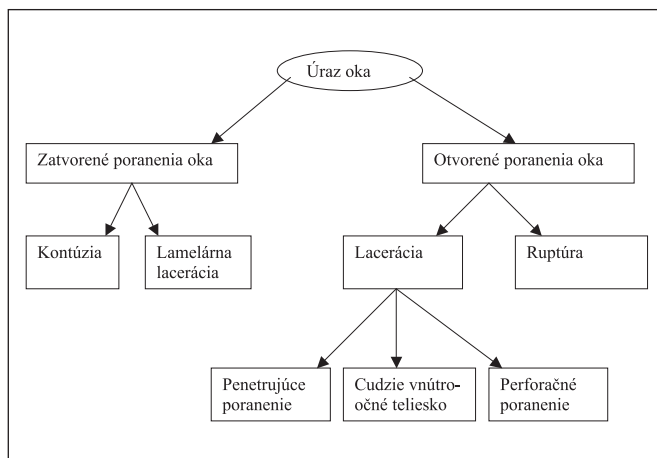 Úraz oka
Zatvorené poranenia oka
Otvorené poranenia oka
Kontúzia
Lamelárna
lacerácia
Lacerácia
Ruptúra
Penetrujúce
poranenie
Cudzie vnútro-
očné teliesko
Perforačné
poranenie